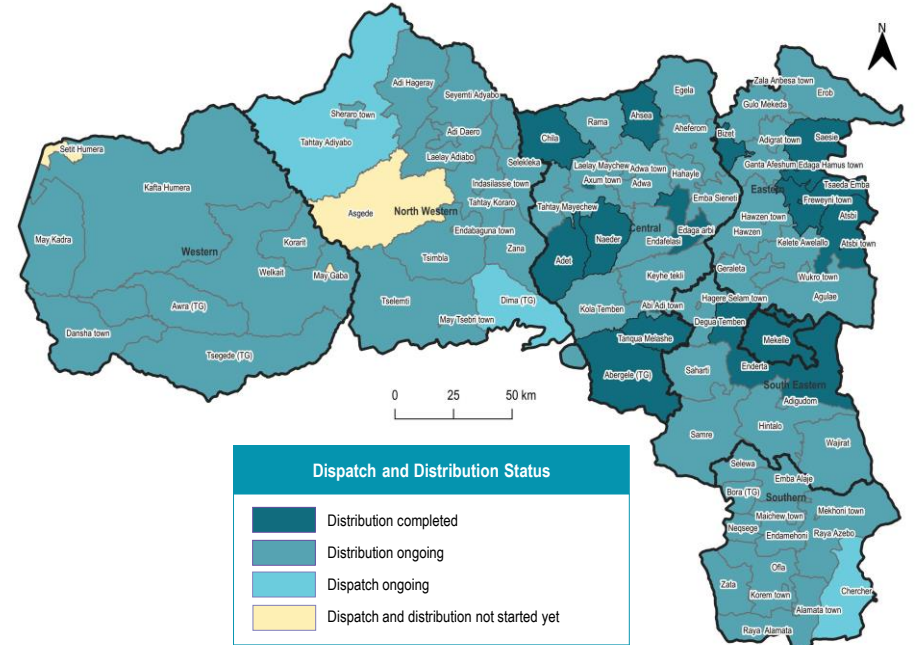 N
Zala Anbesa town
Adi Hageray
Erob
Egela
Seyemti Adyabo
Gulo Mekeda
Sheraro town
Ahsea
Rama
Adi Daero
Aheferom
Bizet
Saesie
Chila
Adigrat town
Tahtay Adiyabo
Setit Humera
Laelay Adiabo
Selekleka
Laelay Maychew
Adwa town
Ganta Afeshum
Edaga Hamus town
Hahayle
Axum town
Adwa
Kafta Humera
Indasilassie town
Tsaeda Emba
Eastern
Freweyni town
Emba Sieneti
Tahtay Koraro
Tahtay Mayechew
Asgede
North Western
Hawzen town
Atsbi
Endabaguna town
Central
Edaga arbi
Hawzen
May Kadra
Naeder
Endafelasi
Kelete Awelallo
Atsbi town
Korarit
Zana
Western
Tsimbla
Adet
Geraleta
Welkait
May Gaba
Keyhe tekli
Wukro town
Dima (TG)
Agulae
Tselemti
Hagere Selam town
Awra (TG)
Kola Temben
Abi Adi town
May Tsebri town
Degua Temben
Dansha town
Tanqua Melashe
Mekelle
Tsegede (TG)
Enderta
Saharti
Abergele (TG)
South Eastern
0 25 50 km
Adigudom
Hintalo
Samre
Wajirat
Selewa
Emba Alaje
Bora (TG)
Southern
Mekhoni town
Maichew town
Neqsege
Endamehoni
Raya Azebo
Ofla
Zata
Chercher
Korem town
Alamata town
Raya Alamata
Dispatch and Distribution Status
Distribution completed
Distribution ongoing
Dispatch ongoing
Dispatch and distribution not started yet